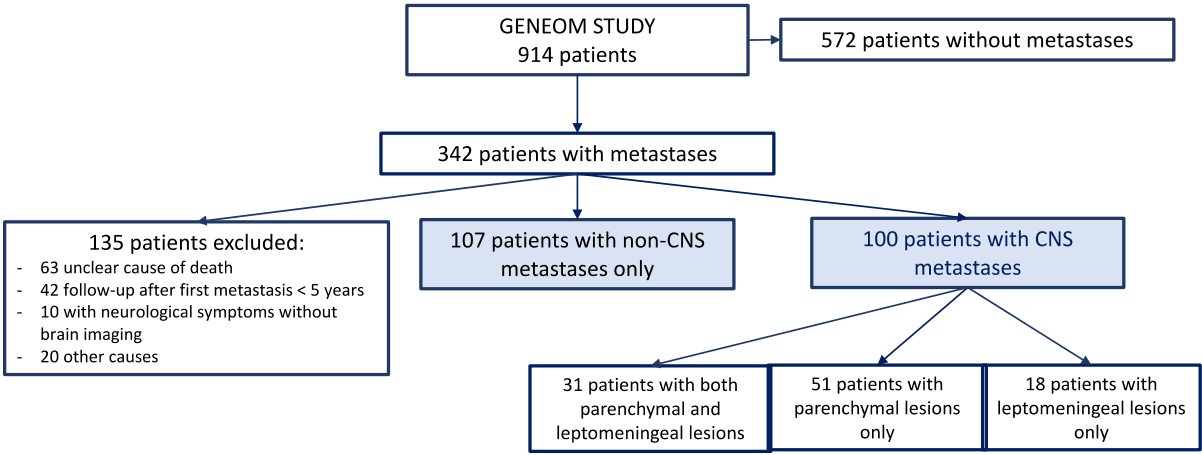 GENEOM STUDY
914 patients
572 patients without metastases
342 patients with metastases
135 patients excluded:
- 63 unclear cause of death
- 42 follow-up after first metastasis < 5 years
- 10 with neurological symptoms without
brain imaging
- 20 other causes
107 patients with non-CNS
metastases only
100 patients with CNS
metastases
31 patients with both
parenchymal and
leptomeningeal lesions
51 patients with
parenchymal lesions
only
18 patients with
leptomeningeal lesions
only